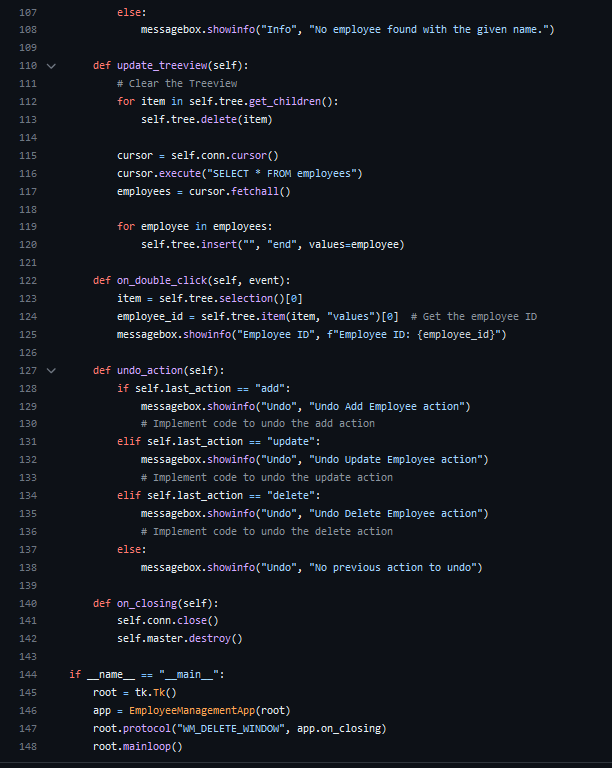 107 else:
108 messagebox.showinfo("Info", "No employee found with the given name.")
109
110 def update_treeview(self):
111 # Clear the Treeview
112 for item in self.tree.get_children():
113 self.tree.delete(item)
114
115 cursor = self.conn.cursor()
116 cursor.execute("SELECT * FROM employees")
117 employees = cursor.fetchall()
118
119 for employee in employees:
120 self.tree.insert("", "end", values=employee)
121
122 def on_double_click(self, event):
123 item = self.tree.selection()[0]
124 employee_id = self.tree.item(item, "values")[0]  # Get the employee ID
125 messagebox.showinfo("Employee ID", f"Employee ID: {employee_id}")
126
127 def undo_action(self):
128 if self.last_action == "add":
129 messagebox.showinfo("Undo", "Undo Add Employee action")
130 # Implement code to undo the add action
131 elif self.last_action == "update":
132 messagebox.showinfo("Undo", "Undo Update Employee action")
133 # Implement code to undo the update action
134 elif self.last_action == "delete":
135 messagebox.showinfo("Undo", "Undo Delete Employee action")
136 # Implement code to undo the delete action
137 else:
138 messagebox.showinfo("Undo", "No previous action to undo")
139
140 def on_closing(self):
141 self.conn.close()
142 self.master.destroy()
143
144 if __name__ == "__main__":
145 root = tk.Tk()
146 app = EmployeeManagementApp(root)
147 root.protocol("WM_DELETE_WINDOW", app.on_closing)
148 root.mainloop()